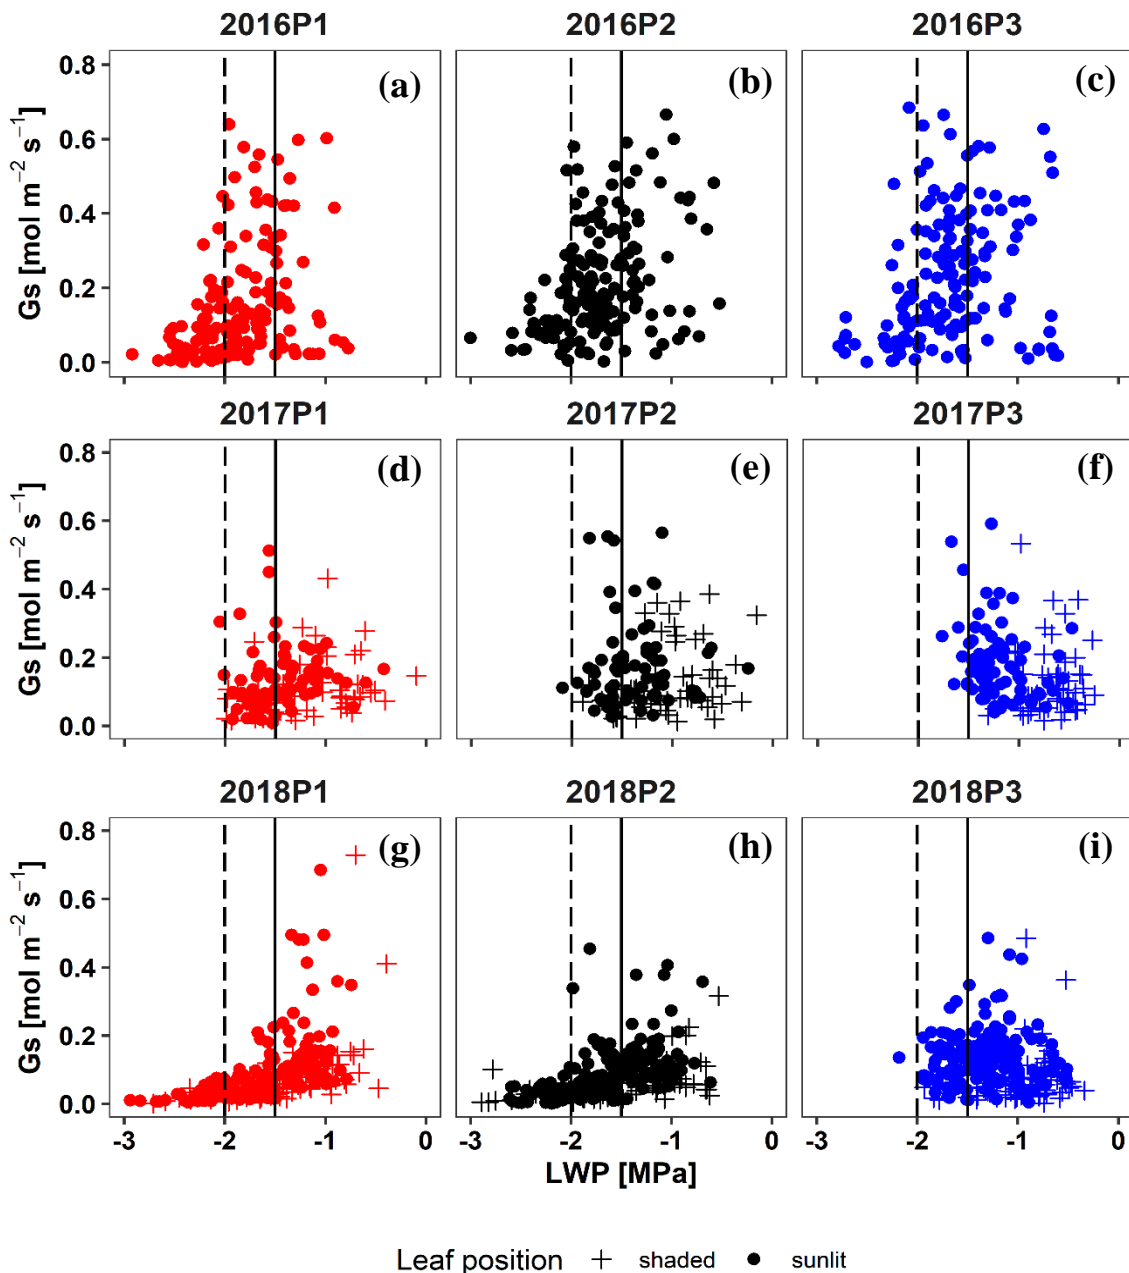 2016P1 2016P2 2016P3
(a) (b) (c)
Gs [mol m⁻² s⁻¹]
0.8
0.6
0.4
0.2
0.0
2017P1 2017P2 2017P3
(d) (e) (f)
Gs [mol m⁻² s⁻¹]
0.8
0.6
0.4
0.2
0.0
2018P1 2018P2 2018P3
(g) (h) (i)
Gs [mol m⁻² s⁻¹]
0.8
0.6
0.4
0.2
0.0
-3 -2 -1 0 -3 -2 -1 0 -3 -2 -1 0
LWP [MPa]
Leaf position shaded sunlit